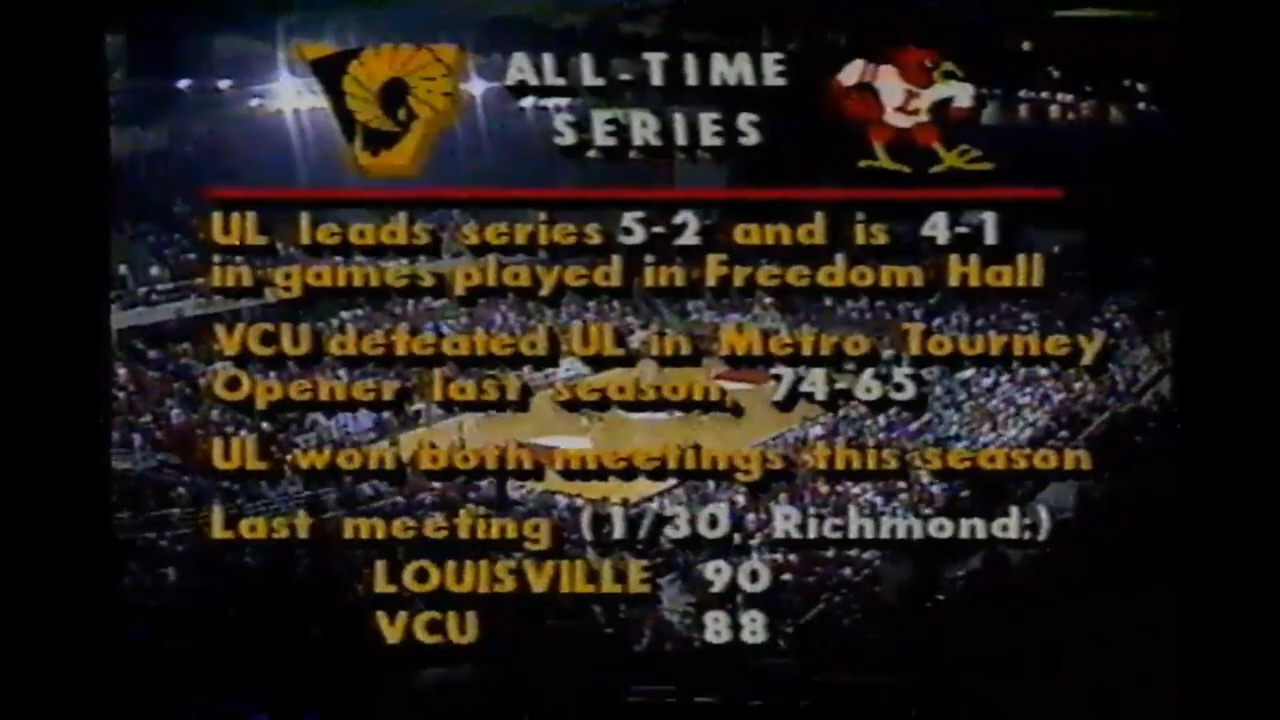 ALL-TIME
SERIES
UL leads series 5-2 and is 4-1
in games played in Freedom Hall
VCU defeated UL in Metro Tourney
Opener last season, 74-65
UL won both meetings this season
Last meeting (1/30, Richmond:)
LOUISVILLE 90
VCU 88